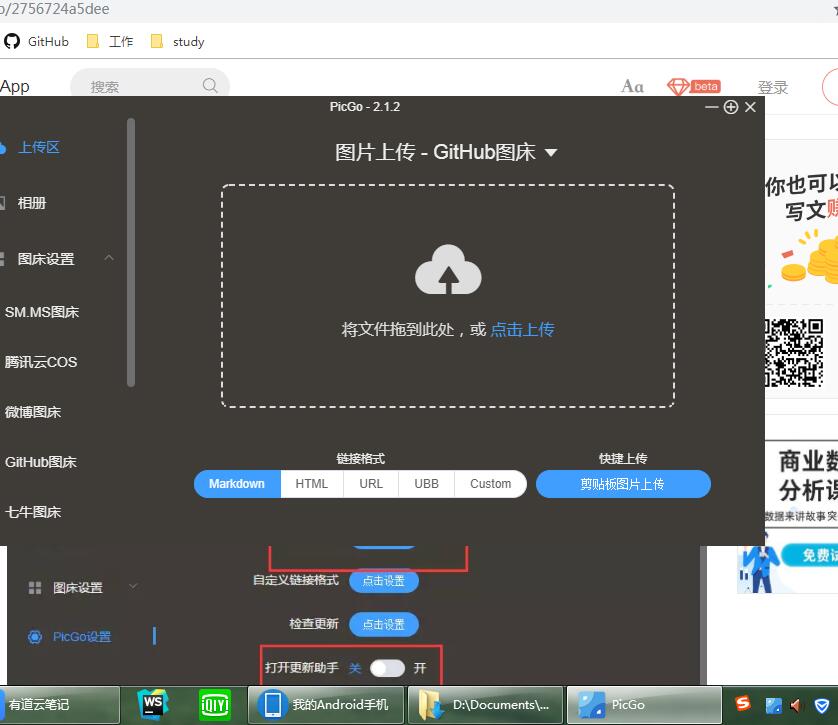 o/2756724a5dee
GitHub 工作 study
App 搜索 Aa beta 登录
PicGo - 2.1.2
上传区
图片上传 - GitHub图床
相册
图床设置
SM.MS图床
将文件拖到此处，或 点击上传
腾讯云COS
微博图床
GitHub图床
链接格式 快捷上传
Markdown HTML URL UBB Custom 剪贴板图片上传
七牛图床
你也可以
写文赚
商业数
分析课
数据来讲故事突
免费试
自定义链接格式 点击设置
图床设置
检查更新 点击设置
PicGo设置
打开更新助手 关 开
有道云笔记 WS QIYI 我的Android手机 D:\Documents\... PicGo